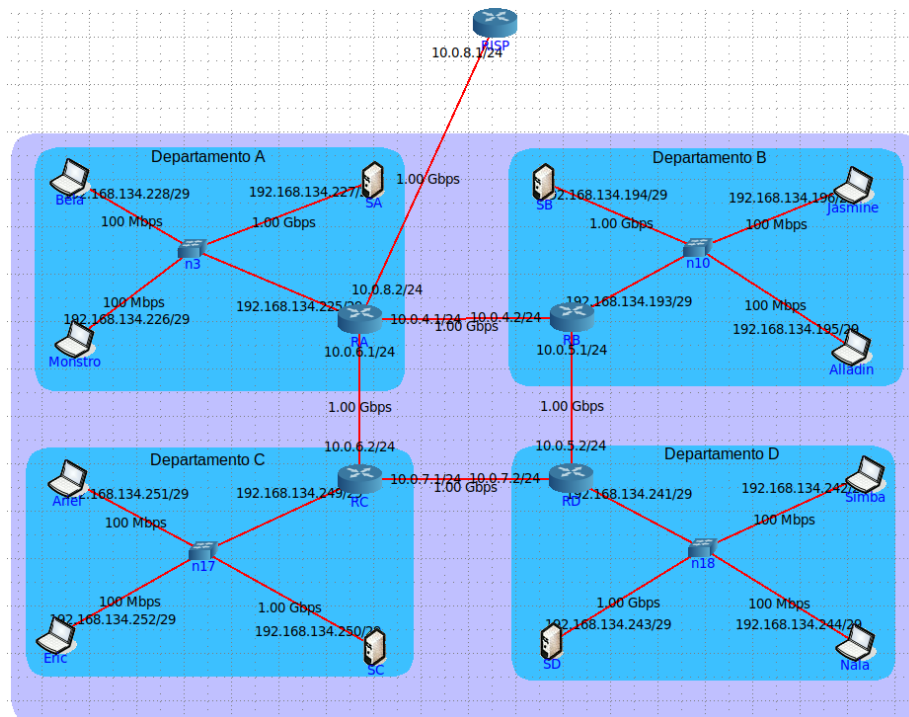 RISP
10.0.8.1/24
Departamento A
Departamento B
Bela
192.168.134.228/29
192.168.134.227/
SA
1.00 Gbps
192.168.134.194/29
SB
192.168.134.196/
Jasmine
100 Mbps
1.00 Gbps
1.00 Gbps
100 Mbps
n3
n10
100 Mbps
192.168.134.226/29
Monstro
192.168.134.225/29
10.0.8.2/24
RA
10.0.4.1/24
1.00 Gbps
10.0.4.2/24
192.168.134.193/29
RB
100 Mbps
192.168.134.195/29
Alladin
10.0.6.1/24
10.0.5.1/24
1.00 Gbps
1.00 Gbps
10.0.6.2/24
10.0.5.2/24
Departamento C
Departamento D
Ariel
192.168.134.251/29
192.168.134.249/29
RC
10.0.7.1/24
1.00 Gbps
10.0.7.2/24
RD
192.168.134.241/29
192.168.134.242/
Simba
100 Mbps
100 Mbps
n17
n18
100 Mbps
192.168.134.252/29
Eric
1.00 Gbps
192.168.134.250/29
SC
1.00 Gbps
192.168.134.243/29
SD
100 Mbps
192.168.134.244/29
Nala